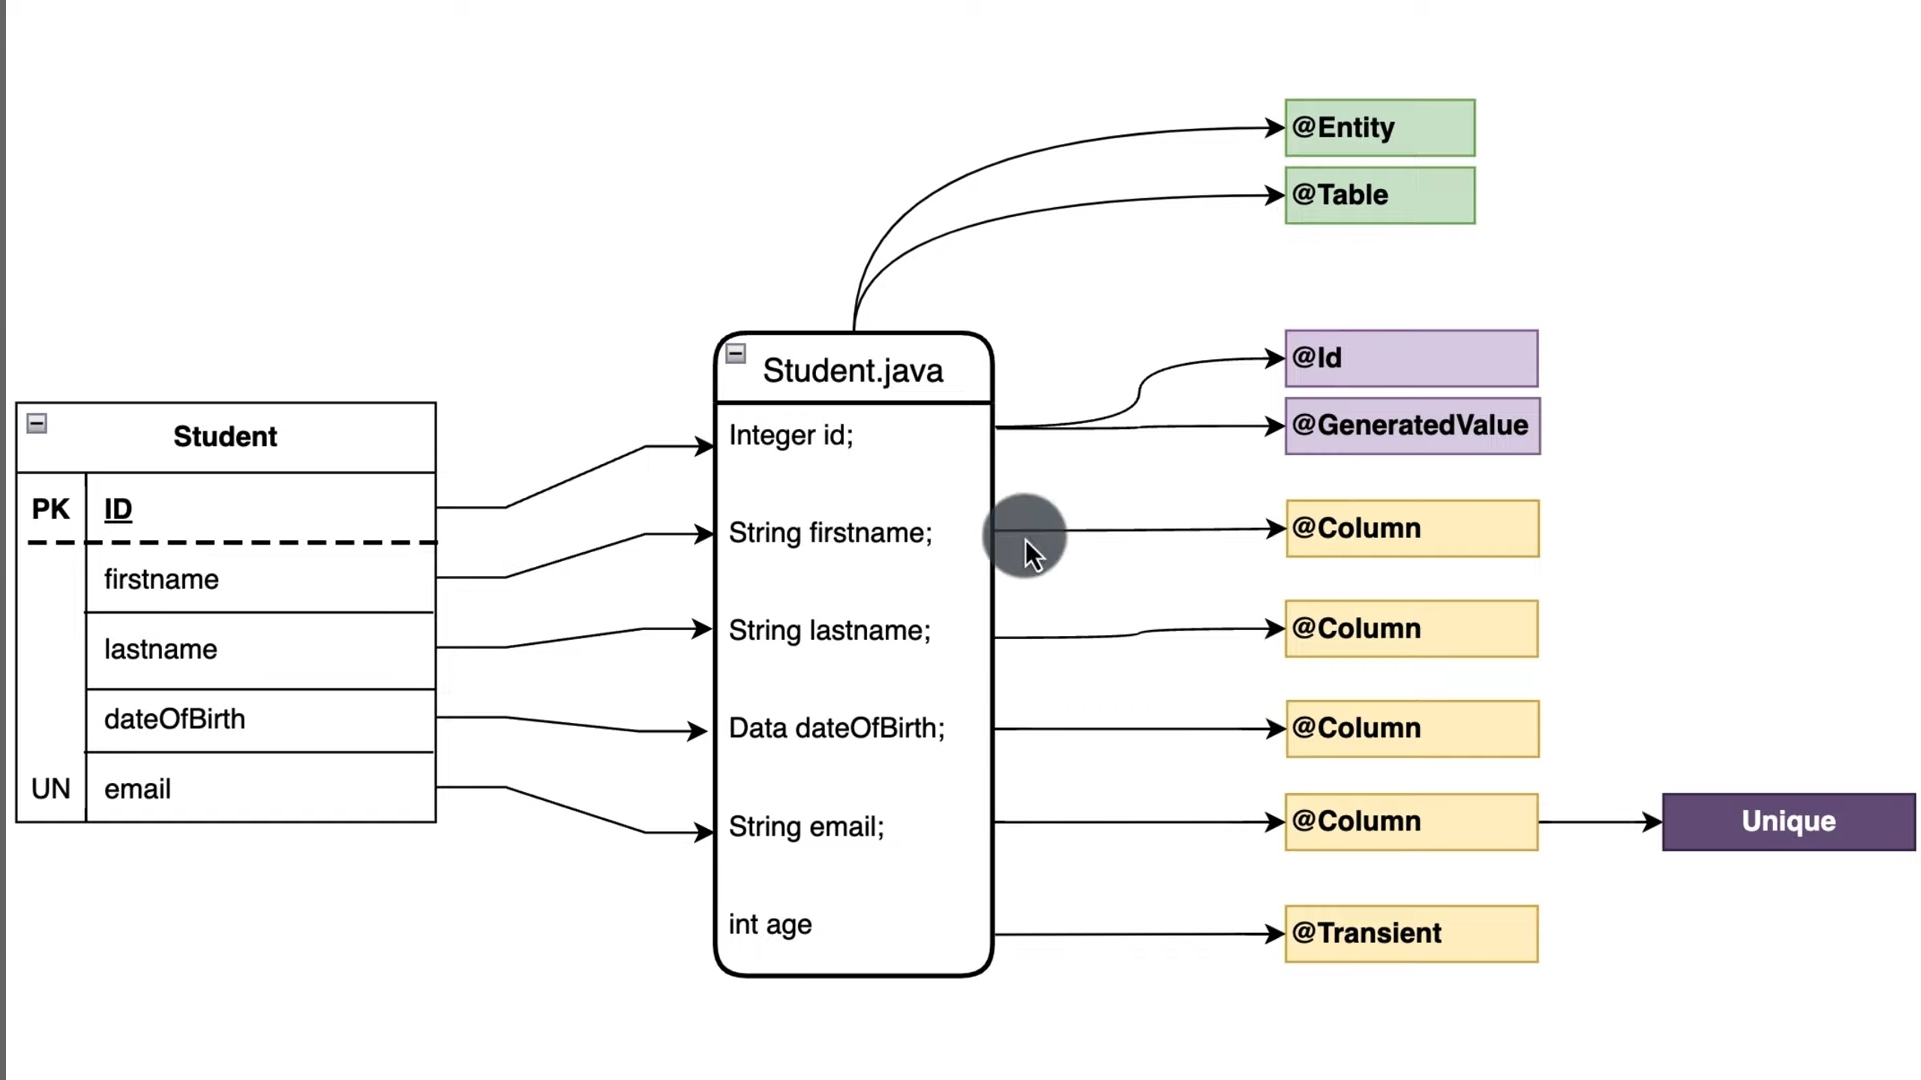 @Entity
@Table
Student.java
@Id
Integer id;
@GeneratedValue
Student
PK ID
String firstname;
@Column
firstname
String lastname;
@Column
lastname
dateOfBirth
Data dateOfBirth;
@Column
UN email
String email;
@Column
Unique
int age
@Transient